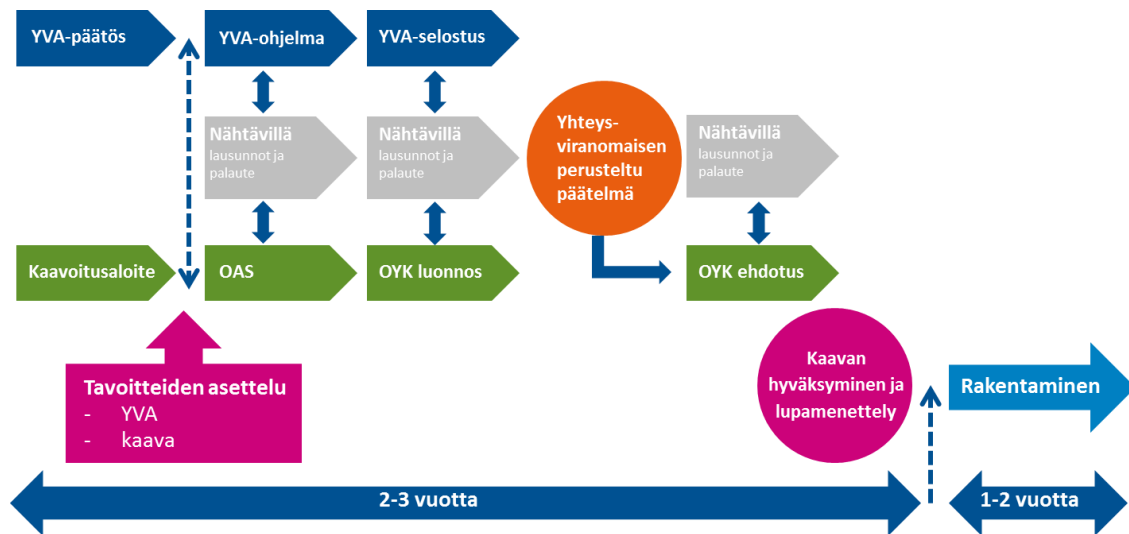 YVA-päätös
YVA-ohjelma
YVA-selostus
Nähtävillä
lausunnot ja
palaute
Nähtävillä
lausunnot ja
palaute
Yhteys-
viranomaisen
perusteltu
päätelmä
Nähtävillä
lausunnot ja
palaute
Kaavoitusaloite
OAS
OYK luonnos
OYK ehdotus
Tavoitteiden asettelu
- YVA
- kaava
Kaavan
hyväksyminen ja
lupamenettely
Rakentaminen
2-3 vuotta
1-2 vuotta